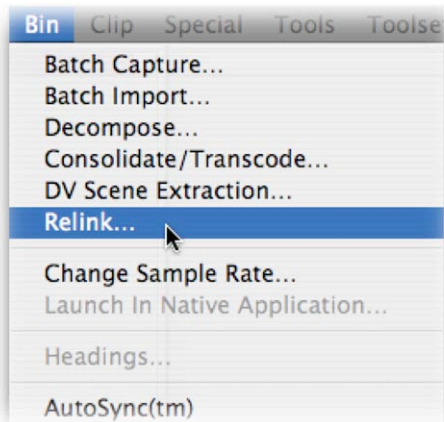 Bin Clip Special Tools Toolse
Batch Capture...
Batch Import...
Decompose...
Consolidate/Transcode...
DV Scene Extraction...
Relink...
Change Sample Rate...
Launch In Native Application...
Headings...
AutoSync(tm)